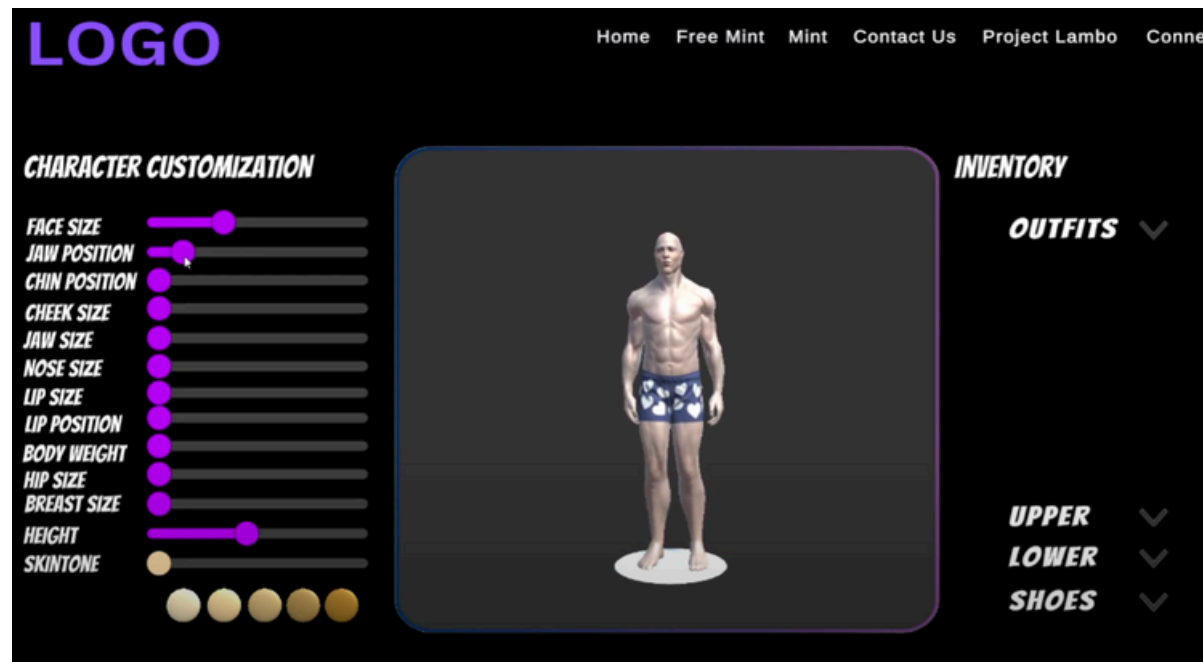 LOGO
Home Free Mint Mint Contact Us Project Lambo Conne
CHARACTER CUSTOMIZATION
FACE SIZE
JAW POSITION
CHIN POSITION
CHEEK SIZE
JAW SIZE
NOSE SIZE
LIP SIZE
LIP POSITION
BODY WEIGHT
HIP SIZE
BREAST SIZE
HEIGHT
SKINTONE
INVENTORY
OUTFITS
UPPER
LOWER
SHOES